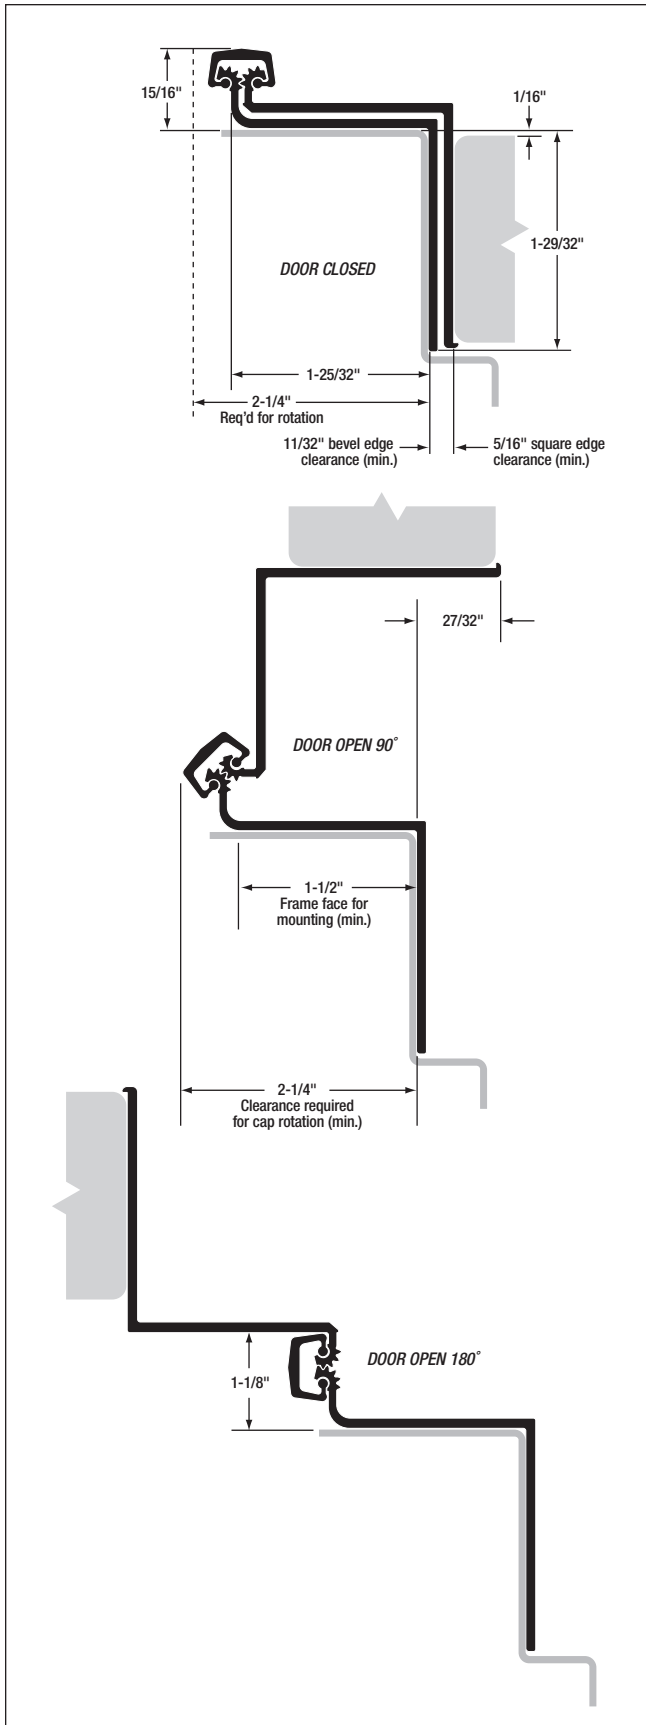 15/16"
1/16"
1-29/32"
DOOR CLOSED
1-25/32"
2-1/4"
Req'd for rotation
11/32" bevel edge
clearance (min.)
5/16" square edge
clearance (min.)
27/32"
DOOR OPEN 90°
1-1/2"
Frame face for
mounting (min.)
2-1/4"
Clearance required
for cap rotation (min.)
DOOR OPEN 180°
1-1/8"